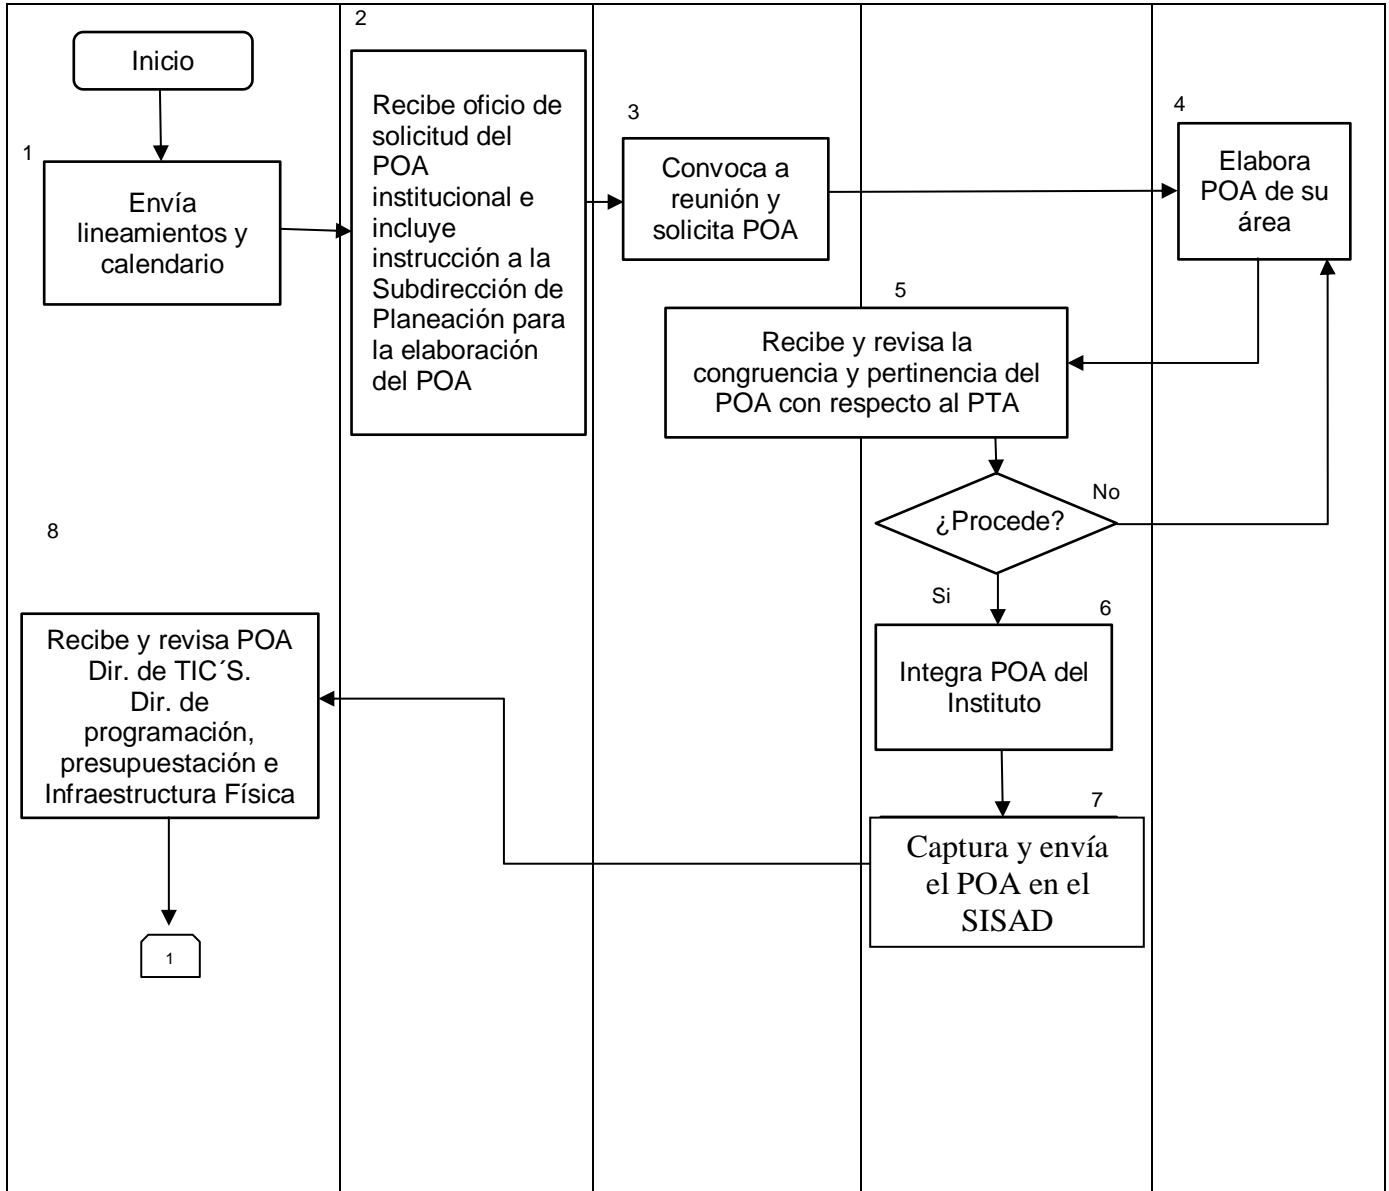 Inicio
1
Envía
lineamientos y
calendario
2
Recibe oficio de
solicitud del
POA
institucional e
incluye
instrucción a la
Subdirección de
Planeación para
la elaboración
del POA
3
Convoca a
reunión y
solicita POA
4
Elabora
POA de su
área
5
Recibe y revisa la
congruencia y pertinencia del
POA con respecto al PTA
¿Procede?
No
Si
6
Integra POA del
Instituto
7
Captura y envía
el POA en el
SISAD
8
Recibe y revisa POA
Dir. de TIC´S.
Dir. de
programación,
presupuestación e
Infraestructura Física
1